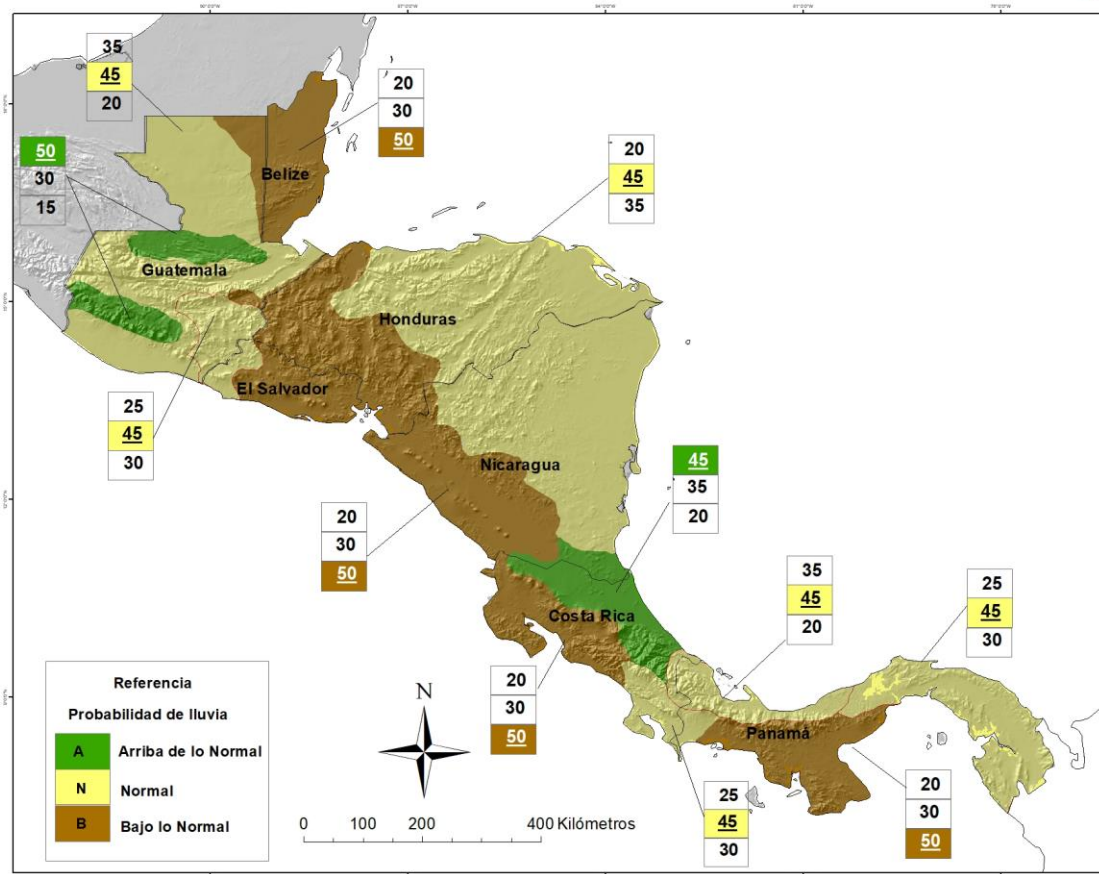 35
45
20
20
30
50
50
30
15
20
45
35
Belize
Guatemala
Honduras
El Salvador
25
45
30
Nicaragua
45
35
20
20
30
50
35
45
20
25
45
30
Costa Rica
20
30
50
Panamá
25
45
30
20
30
50
Referencia
Probabilidad de lluvia
A Arriba de lo Normal
N Normal
B Bajo lo Normal
N
0 100 200 400 Kilómetros